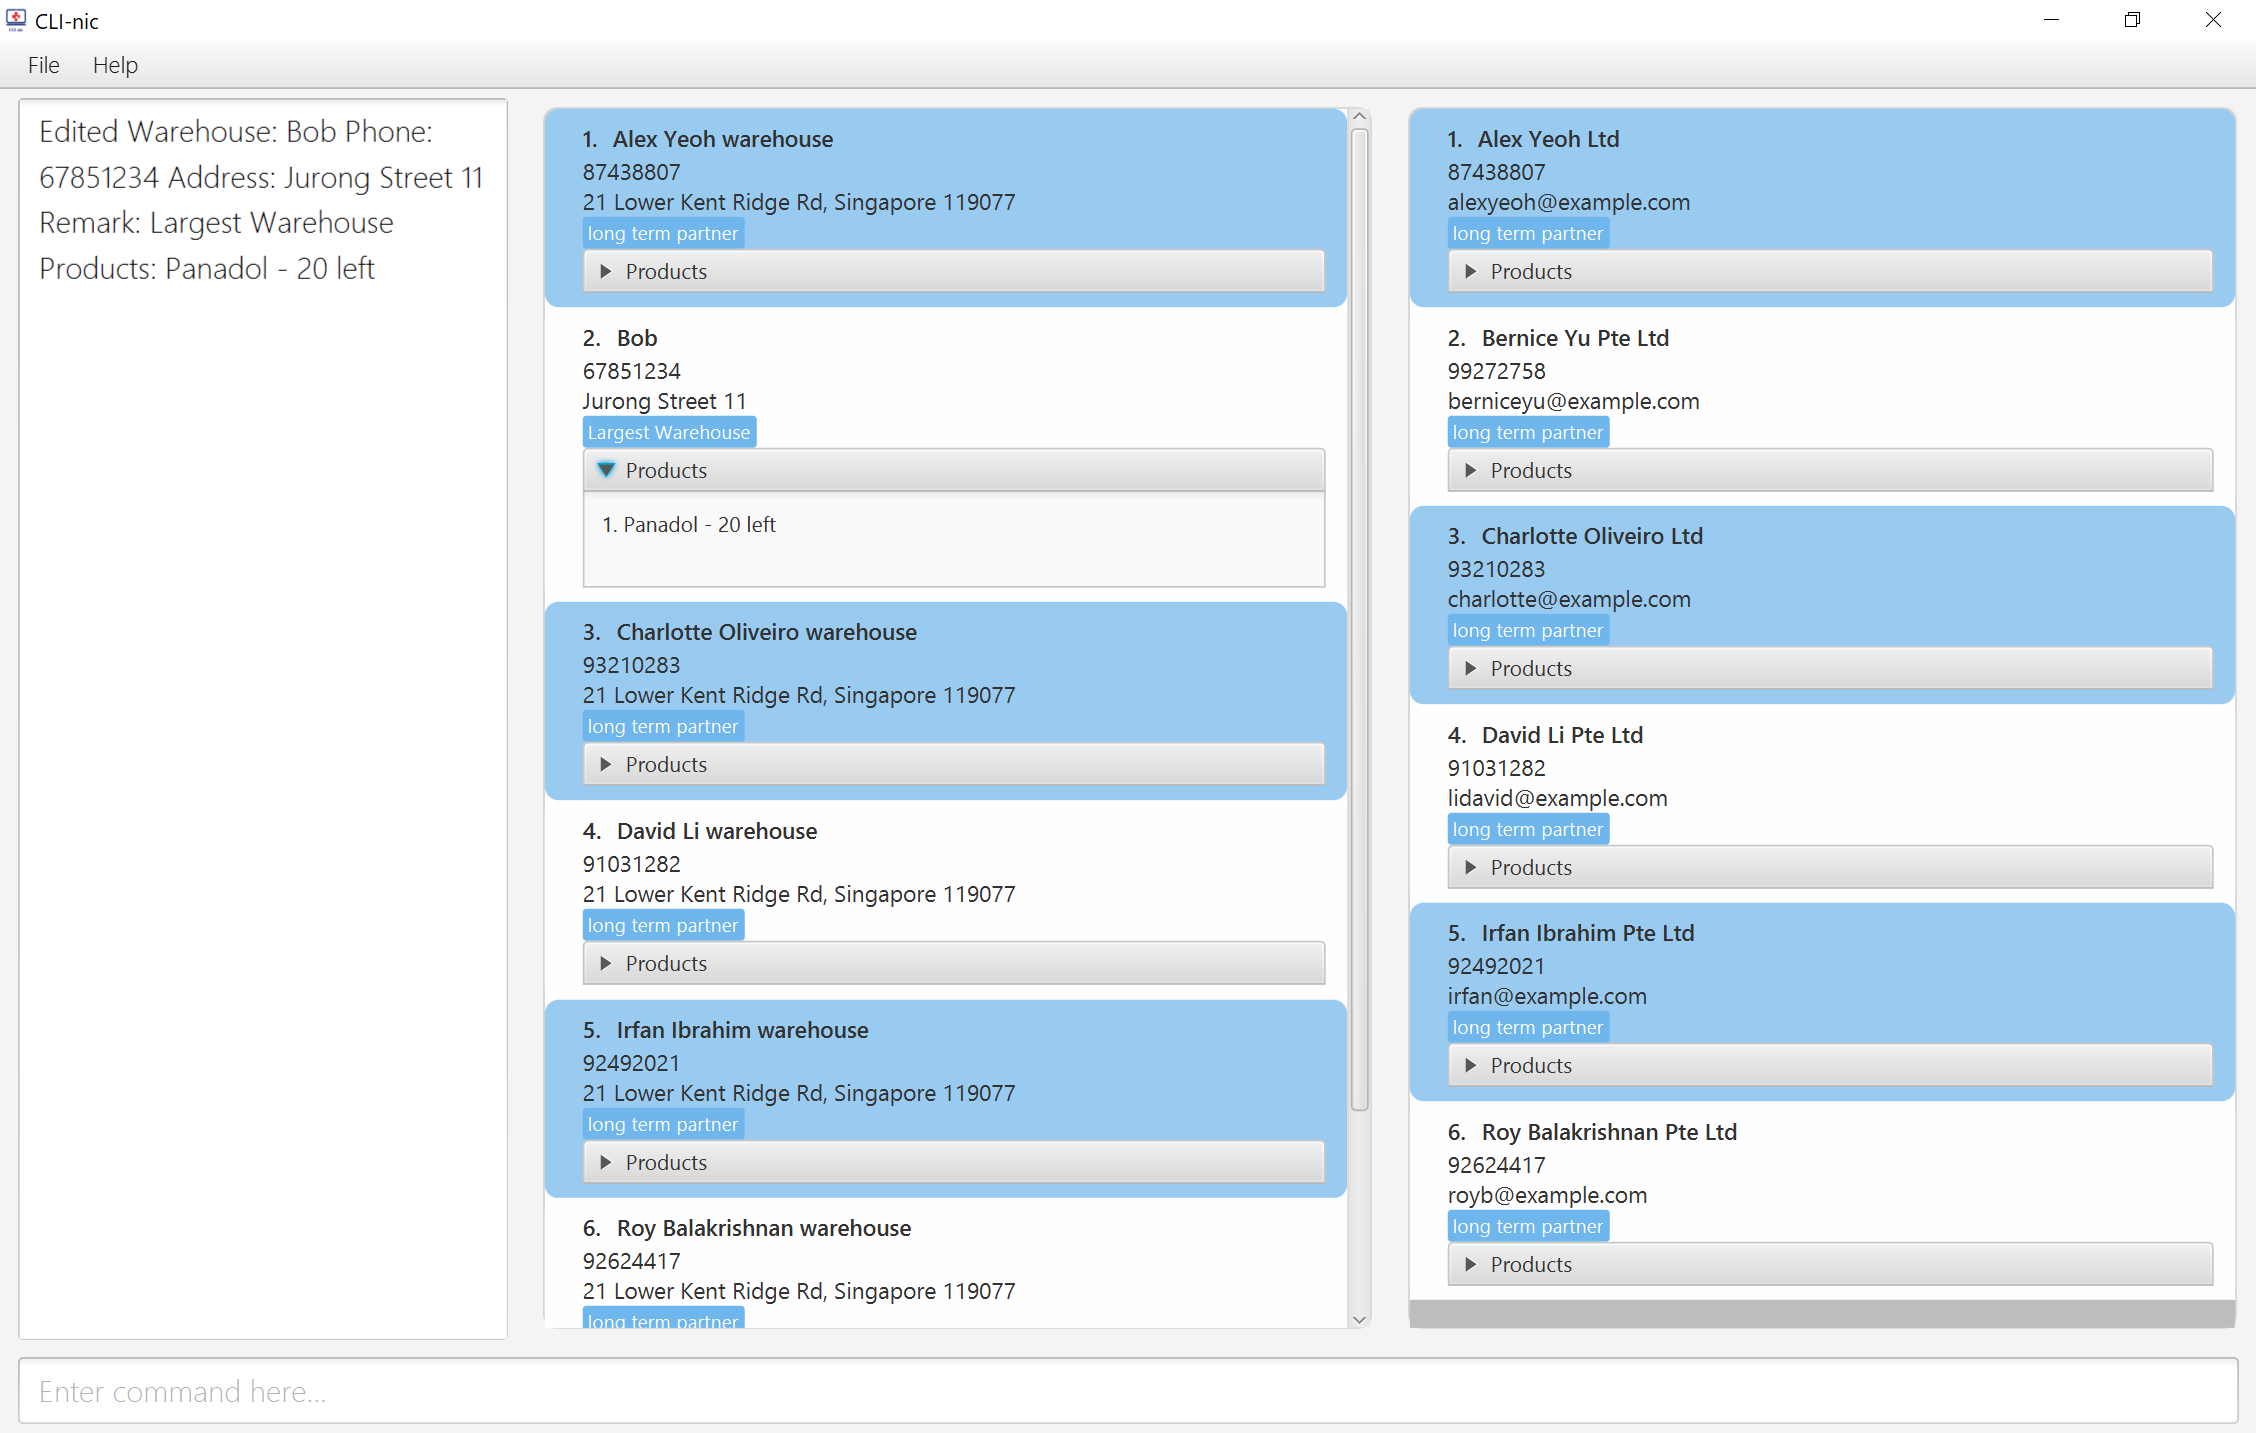 CLI-nic
File Help
Edited Warehouse: Bob Phone:
67851234 Address: Jurong Street 11
Remark: Largest Warehouse
Products: Panadol - 20 left
1. Alex Yeoh warehouse
87438807
21 Lower Kent Ridge Rd, Singapore 119077
long term partner
Products
2. Bob
67851234
Jurong Street 11
Largest Warehouse
Products
1. Panadol - 20 left
3. Charlotte Oliveiro warehouse
93210283
21 Lower Kent Ridge Rd, Singapore 119077
long term partner
Products
4. David Li warehouse
91031282
21 Lower Kent Ridge Rd, Singapore 119077
long term partner
Products
5. Irfan Ibrahim warehouse
92492021
21 Lower Kent Ridge Rd, Singapore 119077
long term partner
Products
6. Roy Balakrishnan warehouse
92624417
21 Lower Kent Ridge Rd, Singapore 119077
long term partner
1. Alex Yeoh Ltd
87438807
alexyeoh@example.com
long term partner
Products
2. Bernice Yu Pte Ltd
99272758
berniceyu@example.com
long term partner
Products
3. Charlotte Oliveiro Ltd
93210283
charlotte@example.com
long term partner
Products
4. David Li Pte Ltd
91031282
lidavid@example.com
long term partner
Products
5. Irfan Ibrahim Pte Ltd
92492021
irfan@example.com
long term partner
Products
6. Roy Balakrishnan Pte Ltd
92624417
royb@example.com
long term partner
Products
Enter command here...